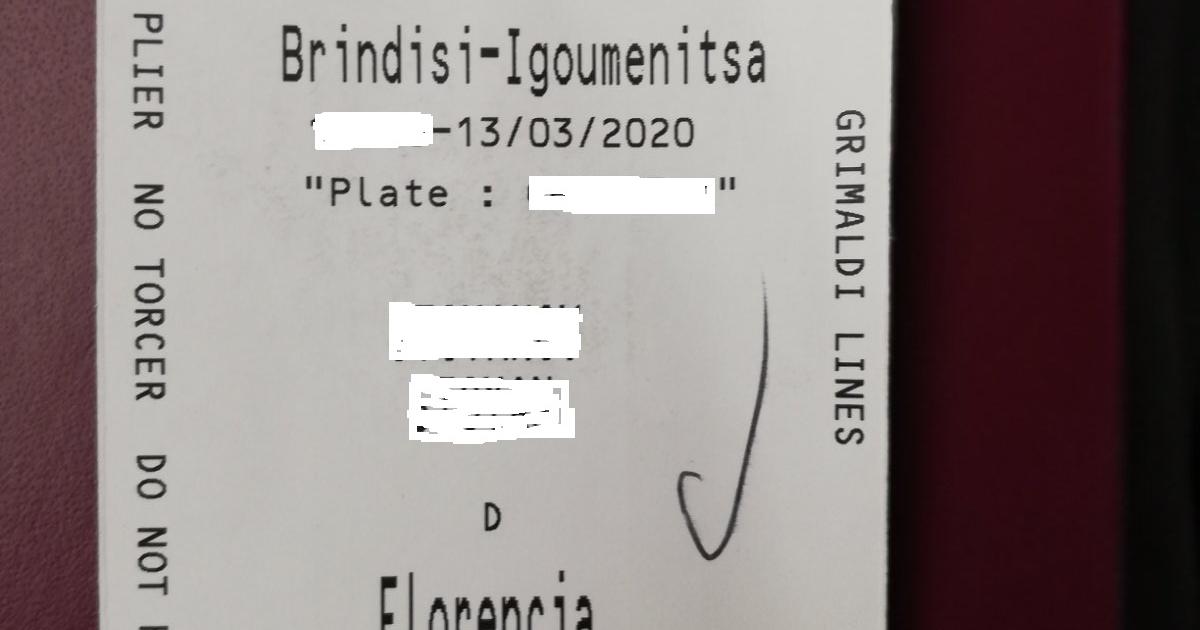 Brindisi-Igoumenitsa
-13/03/2020
"Plate : "
D
Florencia
PLIER NO TORCER DO NOT
GRIMALDI LINES